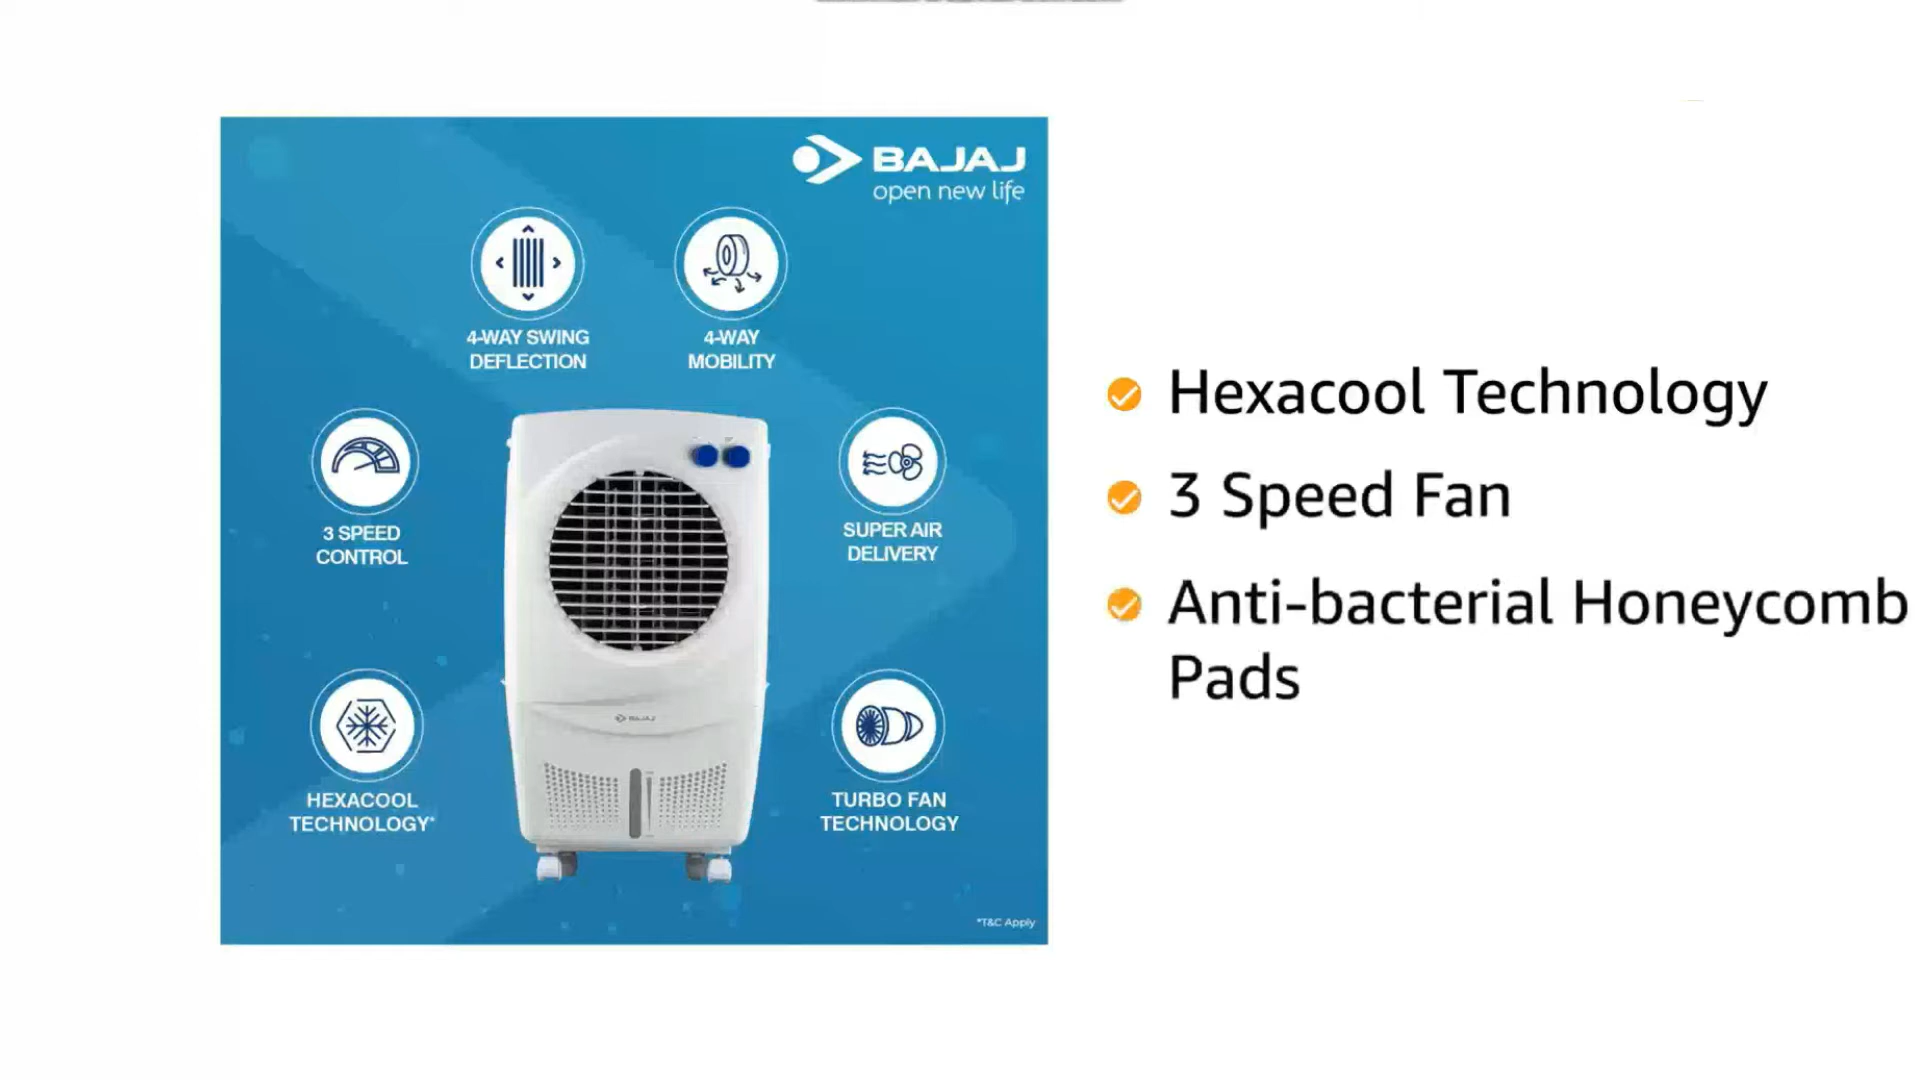 BAJAJ
open new life
4-WAY SWING
DEFLECTION
4-WAY
MOBILITY
3 SPEED
CONTROL
SUPER AIR
DELIVERY
HEXACOOL
TECHNOLOGY*
TURBO FAN
TECHNOLOGY
BAJAJ
*T&C Apply
Hexacool Technology
3 Speed Fan
Anti-bacterial Honeycomb
Pads